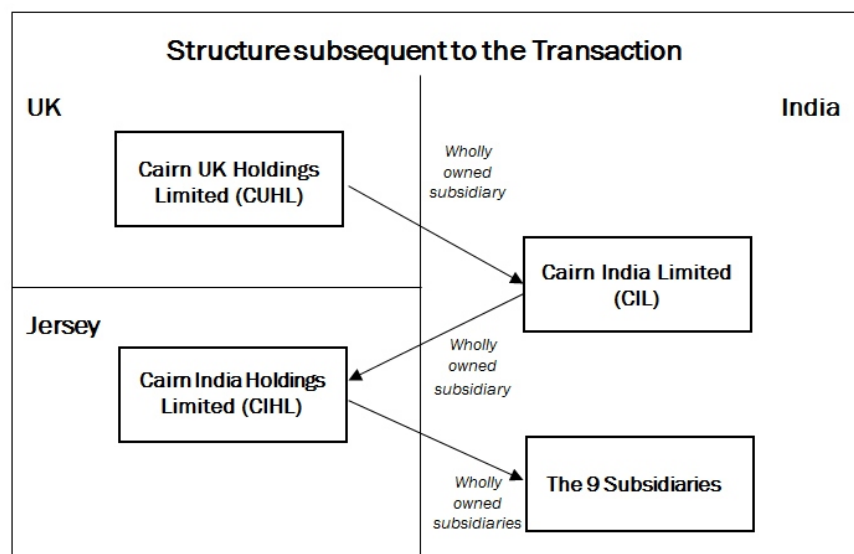 Structure subsequent to the Transaction
UK
India
Cairn UK Holdings
Limited (CUHL)
Wholly
owned
subsidiary
Cairn India Limited
(CIL)
Jersey
Cairn India Holdings
Limited (CIHL)
Wholly
owned
subsidiary
The 9 Subsidiaries
Wholly
owned
subsidiaries